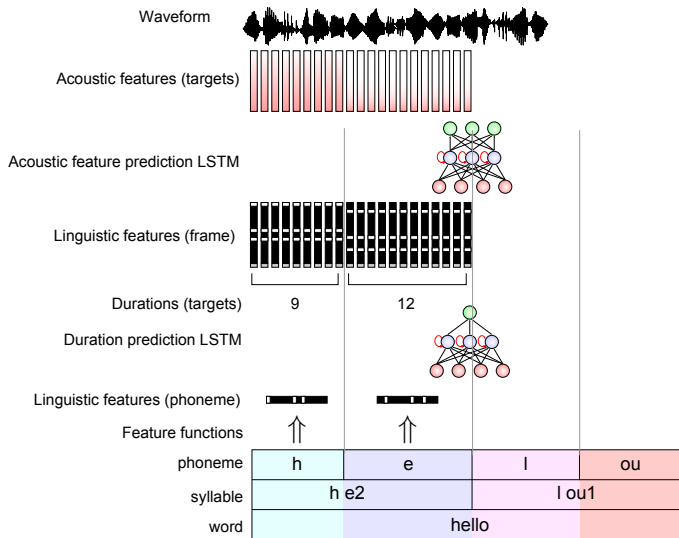 Waveform
Acoustic features (targets)
Acoustic feature prediction LSTM
Linguistic features (frame)
Durations (targets) 9 12
Duration prediction LSTM
Linguistic features (phoneme)
Feature functions
phoneme h e l ou
syllable h e2 l ou1
word hello